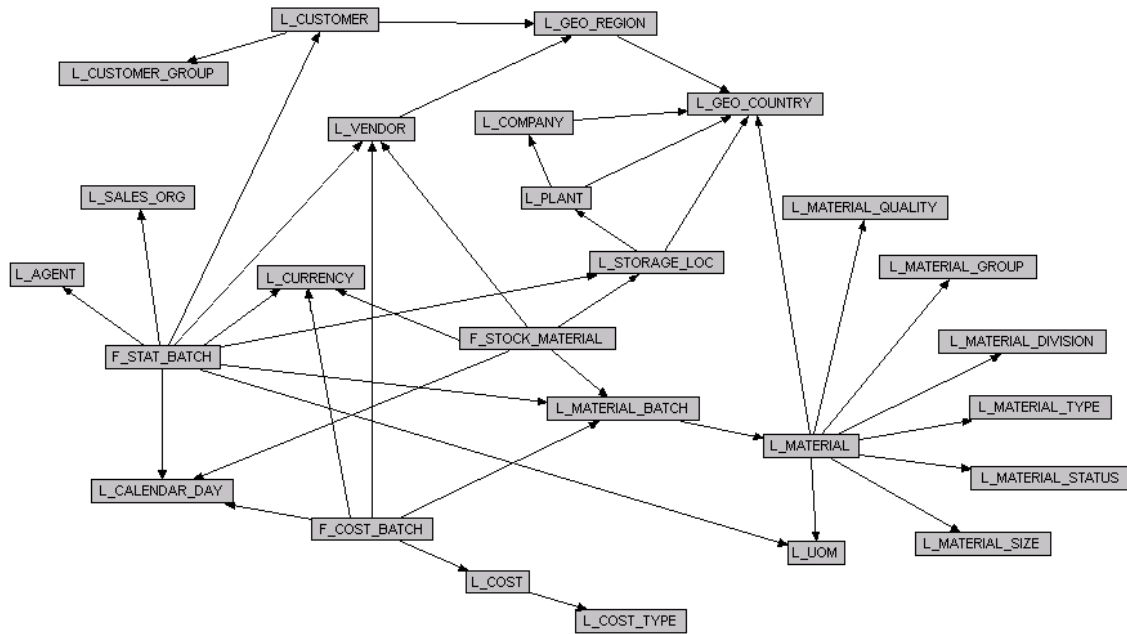 L_CUSTOMER
L_GEO_REGION
L_CUSTOMER_GROUP
L_GEO_COUNTRY
L_VENDOR
L_COMPANY
L_SALES_ORG
L_PLANT
L_MATERIAL_QUALITY
L_AGENT
L_CURRENCY
L_STORAGE_LOC
L_MATERIAL_GROUP
F_STAT_BATCH
F_STOCK_MATERIAL
L_MATERIAL_DIVISION
L_MATERIAL_BATCH
L_MATERIAL_TYPE
L_MATERIAL
L_MATERIAL_STATUS
L_CALENDAR_DAY
F_COST_BATCH
L_UOM
L_MATERIAL_SIZE
L_COST
L_COST_TYPE